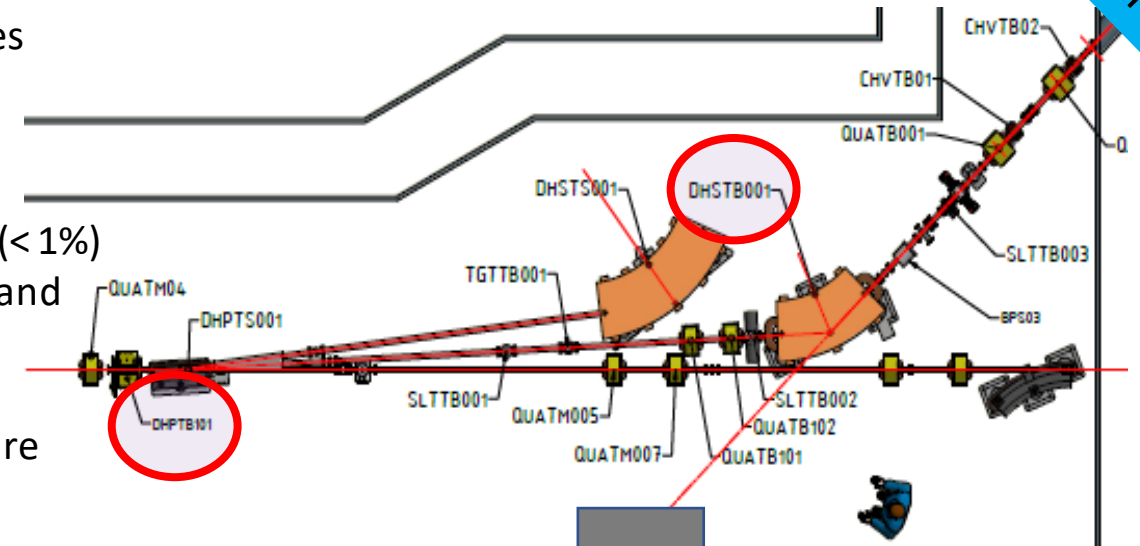 es
(< 1%)
and
re
CHVTB02
CHVTB01
QUATB001
Q
DHSTS001
DHSTB001
SLTTB003
TGTTB001
QUATM04
DHPTS001
BPS03
SLTTB001
SLTTB002
QUATM005
QUATB102
DHPTB101
QUATM007
QUATB101